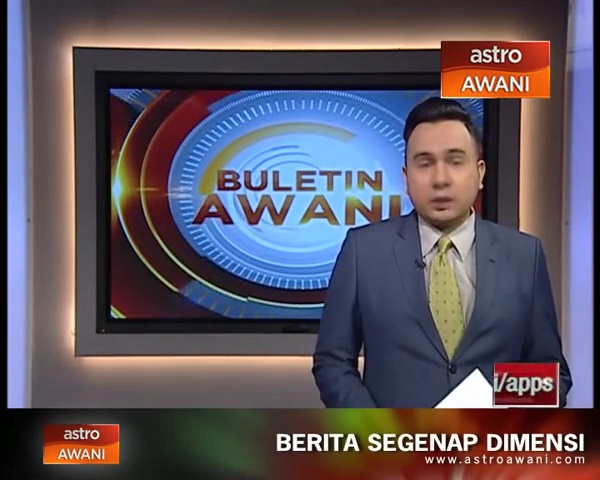 astro
AWANI
BULETIN
AWANI
i/apps
astro
AWANI
BERITA SEGENAP DIMENSI
www.astroawani.com